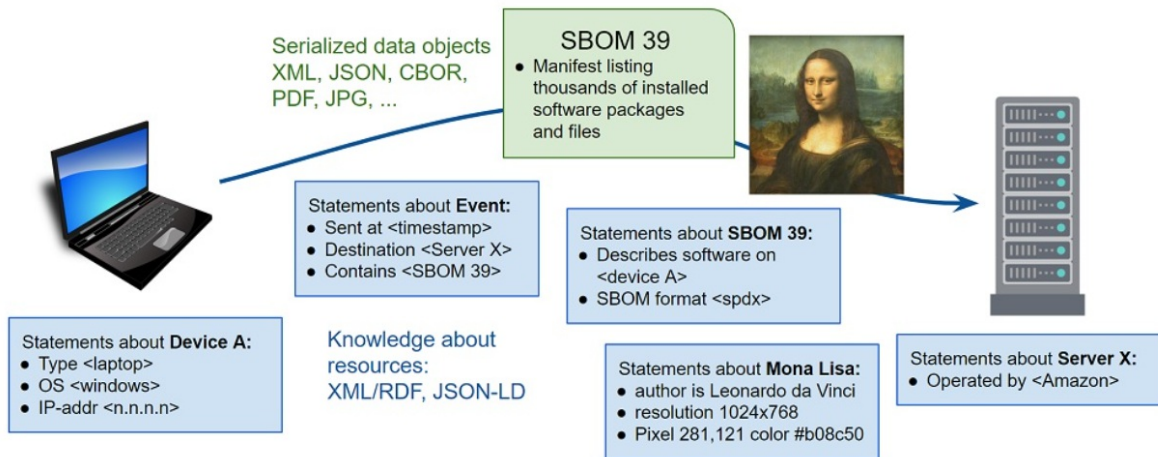 Serialized data objects
XML, JSON, CBOR,
PDF, JPG, ...
SBOM 39
● Manifest listing
thousands of installed
software packages
and files
Statements about Event:
● Sent at <timestamp>
● Destination <Server X>
● Contains <SBOM 39>
Statements about SBOM 39:
● Describes software on
<device A>
● SBOM format <spdx>
Statements about Device A:
● Type <laptop>
● OS <windows>
● IP-addr <n.n.n.n>
Knowledge about
resources:
XML/RDF, JSON-LD
Statements about Mona Lisa:
● author is Leonardo da Vinci
● resolution 1024x768
● Pixel 281,121 color #b08c50
Statements about Server X:
● Operated by <Amazon>